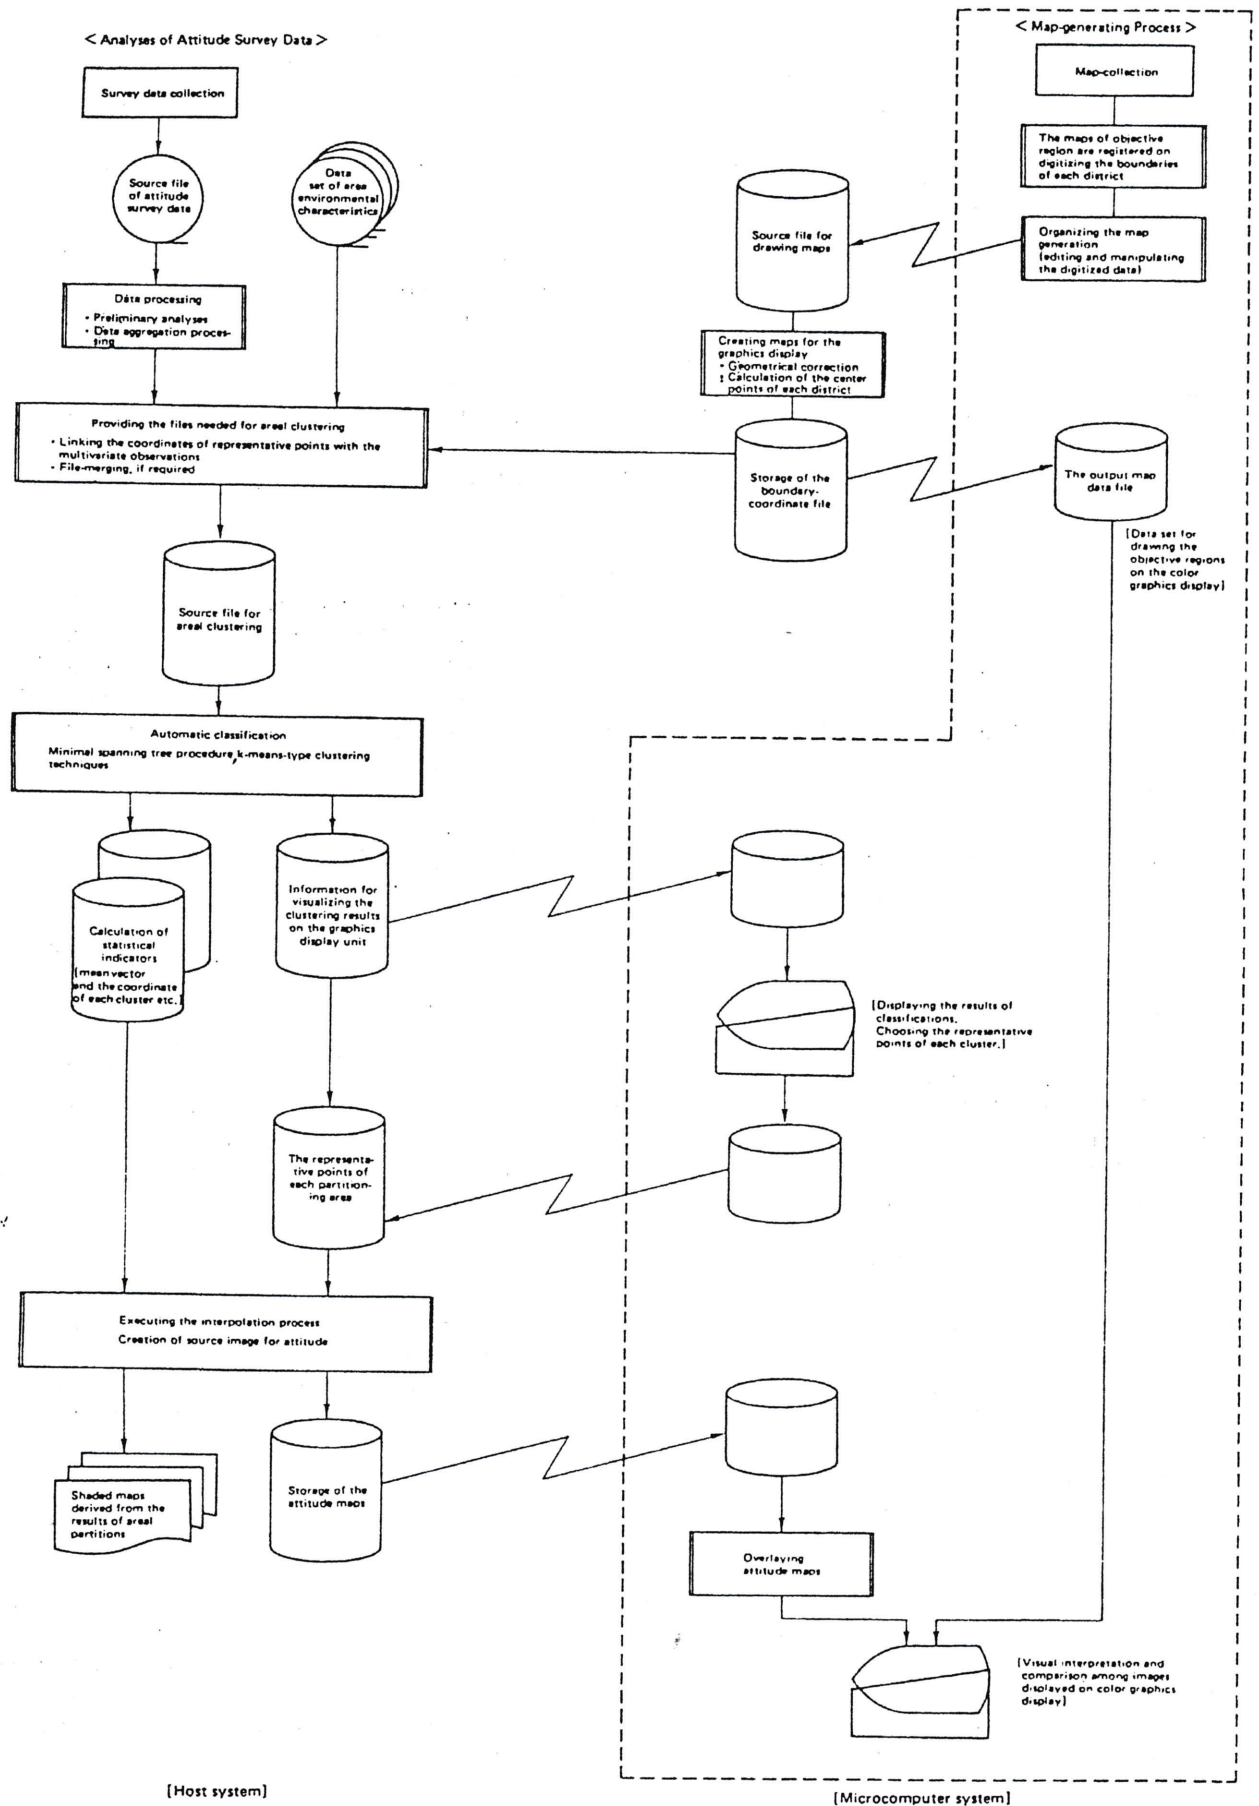 < Analyses of Attitude Survey Data >
Survey data collection
Source file
of attitude
survey data
Data
set of area
environmental
characteristics
Data processing
• Preliminary analyses
• Data aggregation proces-
sing
Providing the files needed for areal clustering
• Linking the coordinates of representative points with the
multivariate observations
• File-merging, if required
Source file for
areal clustering
Automatic classification
Minimal spanning tree procedure, k-means-type clustering
techniques
Calculation of
statistical
indicators
[mean vector
and the coordinate
of each cluster etc.]
Information for
visualizing the
clustering results
on the graphics
display unit
The representa-
tive points of
each partition-
ing area
Executing the interpolation process
Creation of source image for attitude
Shaded maps
derived from the
results of areal
partitions
Storage of the
attitude maps
[Host system]
< Map-generating Process >
Map-collection
The maps of objective
region are registered on
digitizing the boundaries
of each district
Organizing the map
generation
(editing and manipulating
the digitized data)
Source file for
drawing maps
Creating maps for the
graphics display
• Geometrical correction
• Calculation of the center
points of each district
Storage of the
boundary-
coordinate file
The output map
data file
[Data set for
drawing the
objective regions
on the color
graphics display]
[Displaying the results of
classifications.
Choosing the representative
points of each cluster.]
Overlaying
attitude maps
[Visual interpretation and
comparison among images
displayed on color graphics
display]
[Microcomputer system]